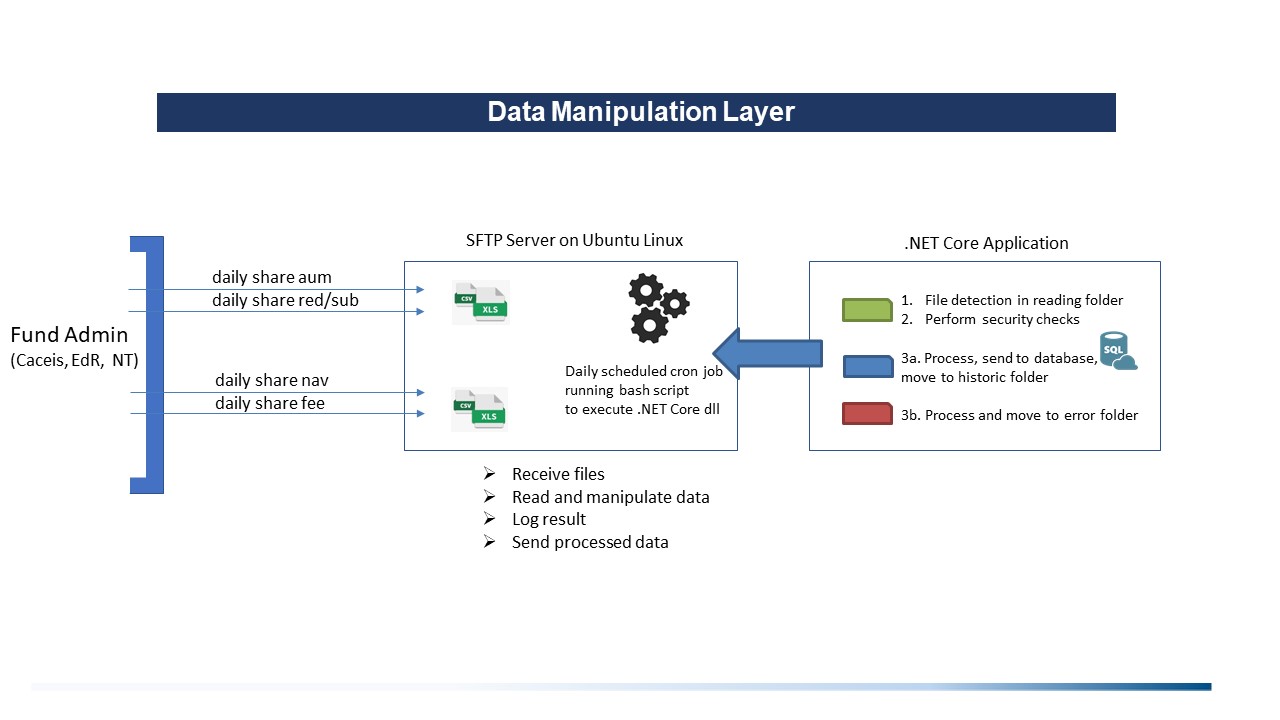 Data Manipulation Layer
SFTP Server on Ubuntu Linux
.NET Core Application
daily share aum
daily share red/sub
Fund Admin
(Caceis, EdR, NT)
daily share nav
daily share fee
CSV
XLS
CSV
XLS
Daily scheduled cron job
running bash script
to execute .NET Core dll
1. File detection in reading folder
2. Perform security checks
SQL
3a. Process, send to database,
move to historic folder
3b. Process and move to error folder
➢ Receive files
➢ Read and manipulate data
➢ Log result
➢ Send processed data